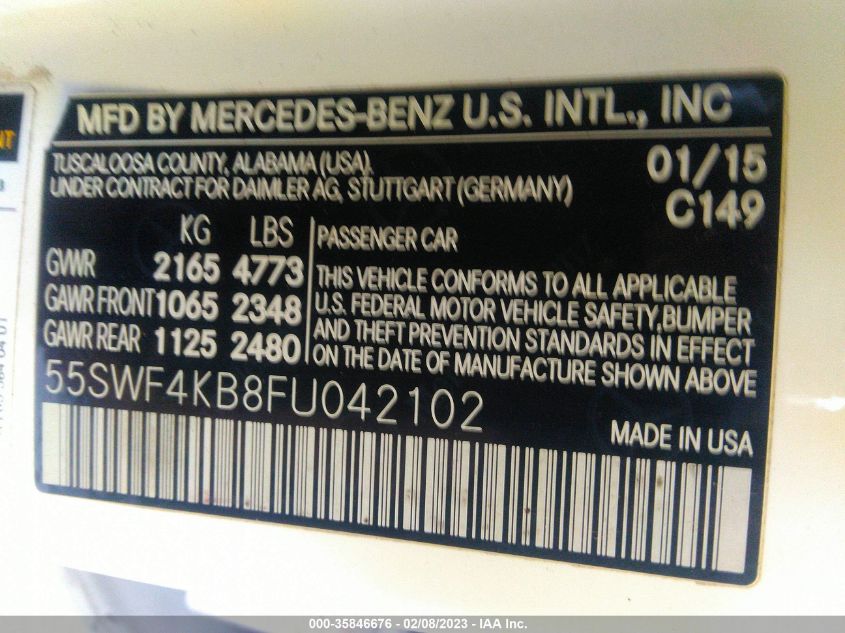 MFD BY MERCEDES-BENZ U.S. INTL., INC
TUSCALOOSA COUNTY, ALABAMA (USA).
UNDER CONTRACT FOR DAIMLER AG, STUTTGART (GERMANY)
01/15
C149
KG LBS
GVWR 2165 4773
GAWR FRONT 1065 2348
GAWR REAR 1125 2480
PASSENGER CAR
THIS VEHICLE CONFORMS TO ALL APPLICABLE
U.S. FEDERAL MOTOR VEHICLE SAFETY, BUMPER
AND THEFT PREVENTION STANDARDS IN EFFECT
ON THE DATE OF MANUFACTURE SHOWN ABOVE
55SWF4KB8FU042102
MADE IN USA
000-35846676 - 02/08/2023 - IAA Inc.